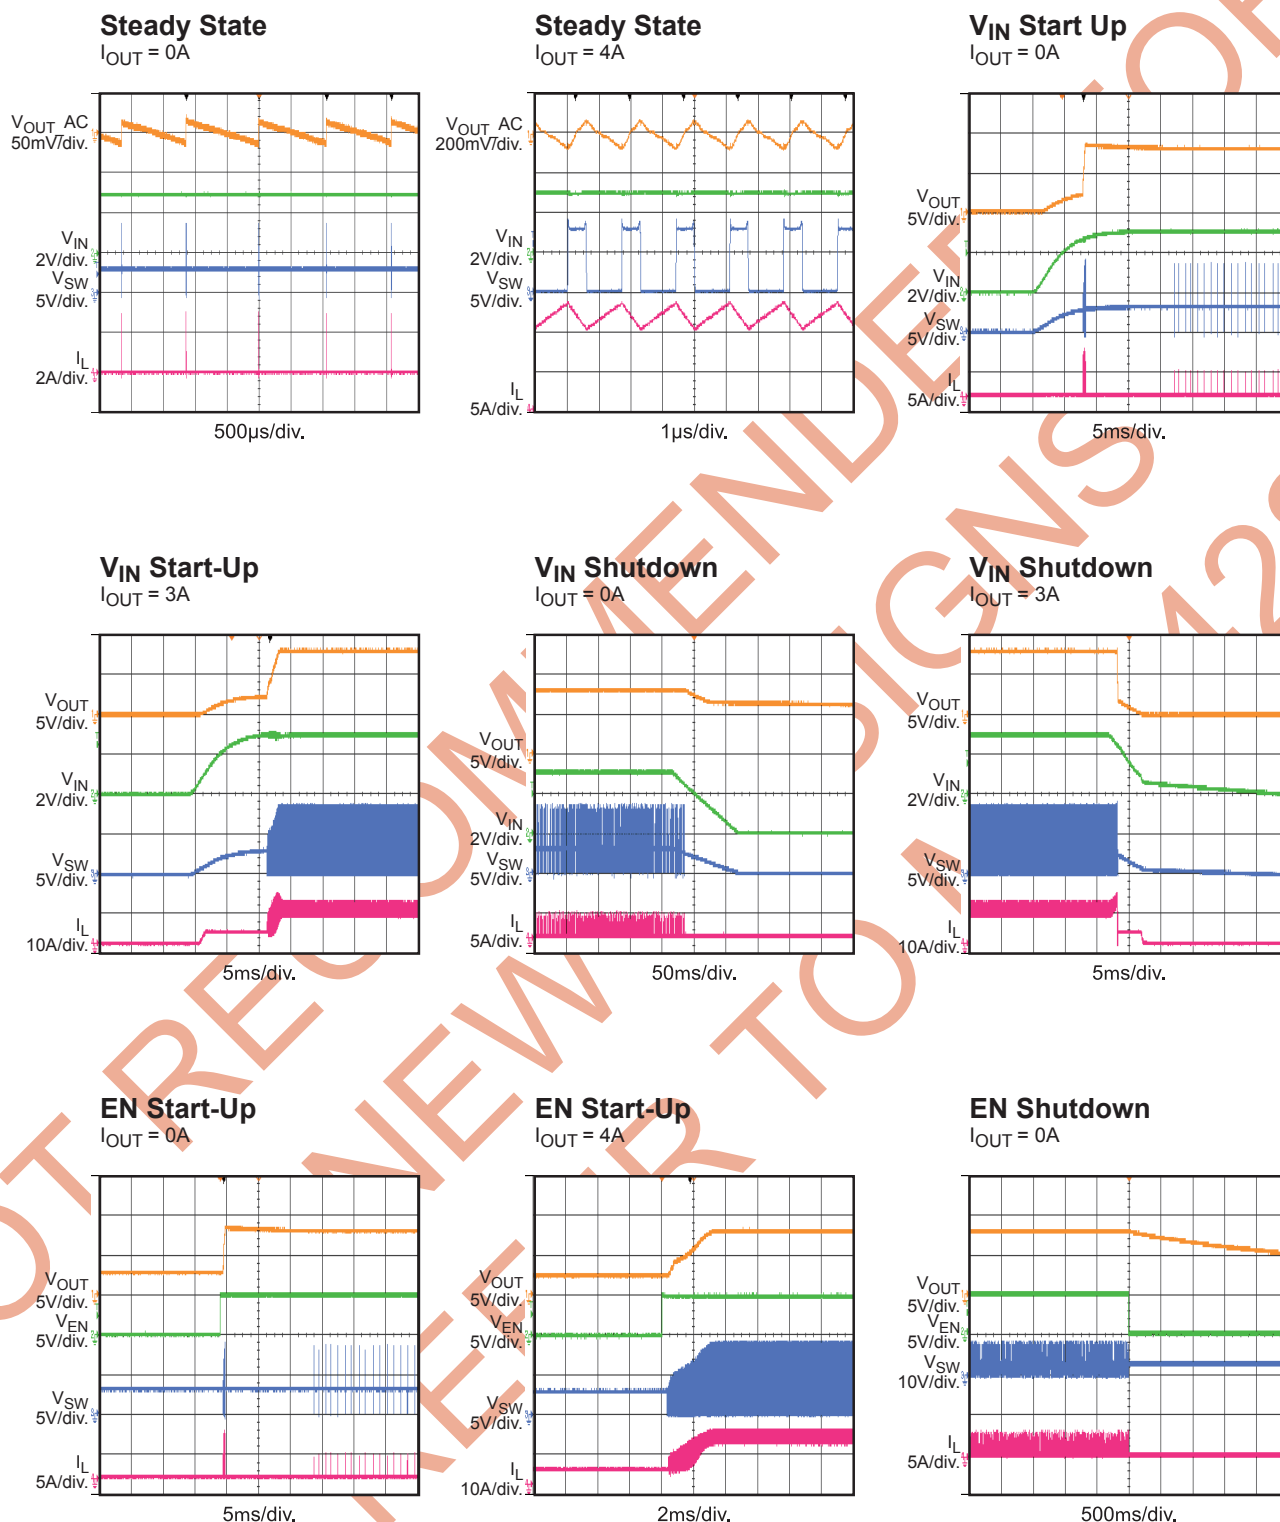 Steady State
IOUT = 0A
VOUT AC
50mV/div.
VIN
2V/div.
VSW
5V/div.
IL
2A/div.
500µs/div.
Steady State
IOUT = 4A
VOUT AC
200mV/div.
VIN
2V/div.
VSW
5V/div.
IL
5A/div.
1µs/div.
VIN Start Up
IOUT = 0A
VOUT
5V/div.
VIN
2V/div.
VSW
5V/div.
IL
5A/div.
5ms/div.
VIN Start-Up
IOUT = 3A
VOUT
5V/div.
VIN
2V/div.
VSW
5V/div.
IL
10A/div.
5ms/div.
VIN Shutdown
IOUT = 0A
VOUT
5V/div.
VIN
2V/div.
VSW
5V/div.
IL
5A/div.
50ms/div.
VIN Shutdown
IOUT = 3A
VOUT
5V/div.
VIN
2V/div.
VSW
5V/div.
IL
10A/div.
5ms/div.
EN Start-Up
IOUT = 0A
VOUT
5V/div.
VEN
5V/div.
VSW
5V/div.
IL
5A/div.
5ms/div.
EN Start-Up
IOUT = 4A
VOUT
5V/div.
VEN
5V/div.
VSW
5V/div.
IL
10A/div.
2ms/div.
EN Shutdown
IOUT = 0A
VOUT
5V/div.
VEN
5V/div.
VSW
10V/div.
IL
5A/div.
500ms/div.
OT RECOMMENDED FOR
NEW DESIGNS
REFER TO